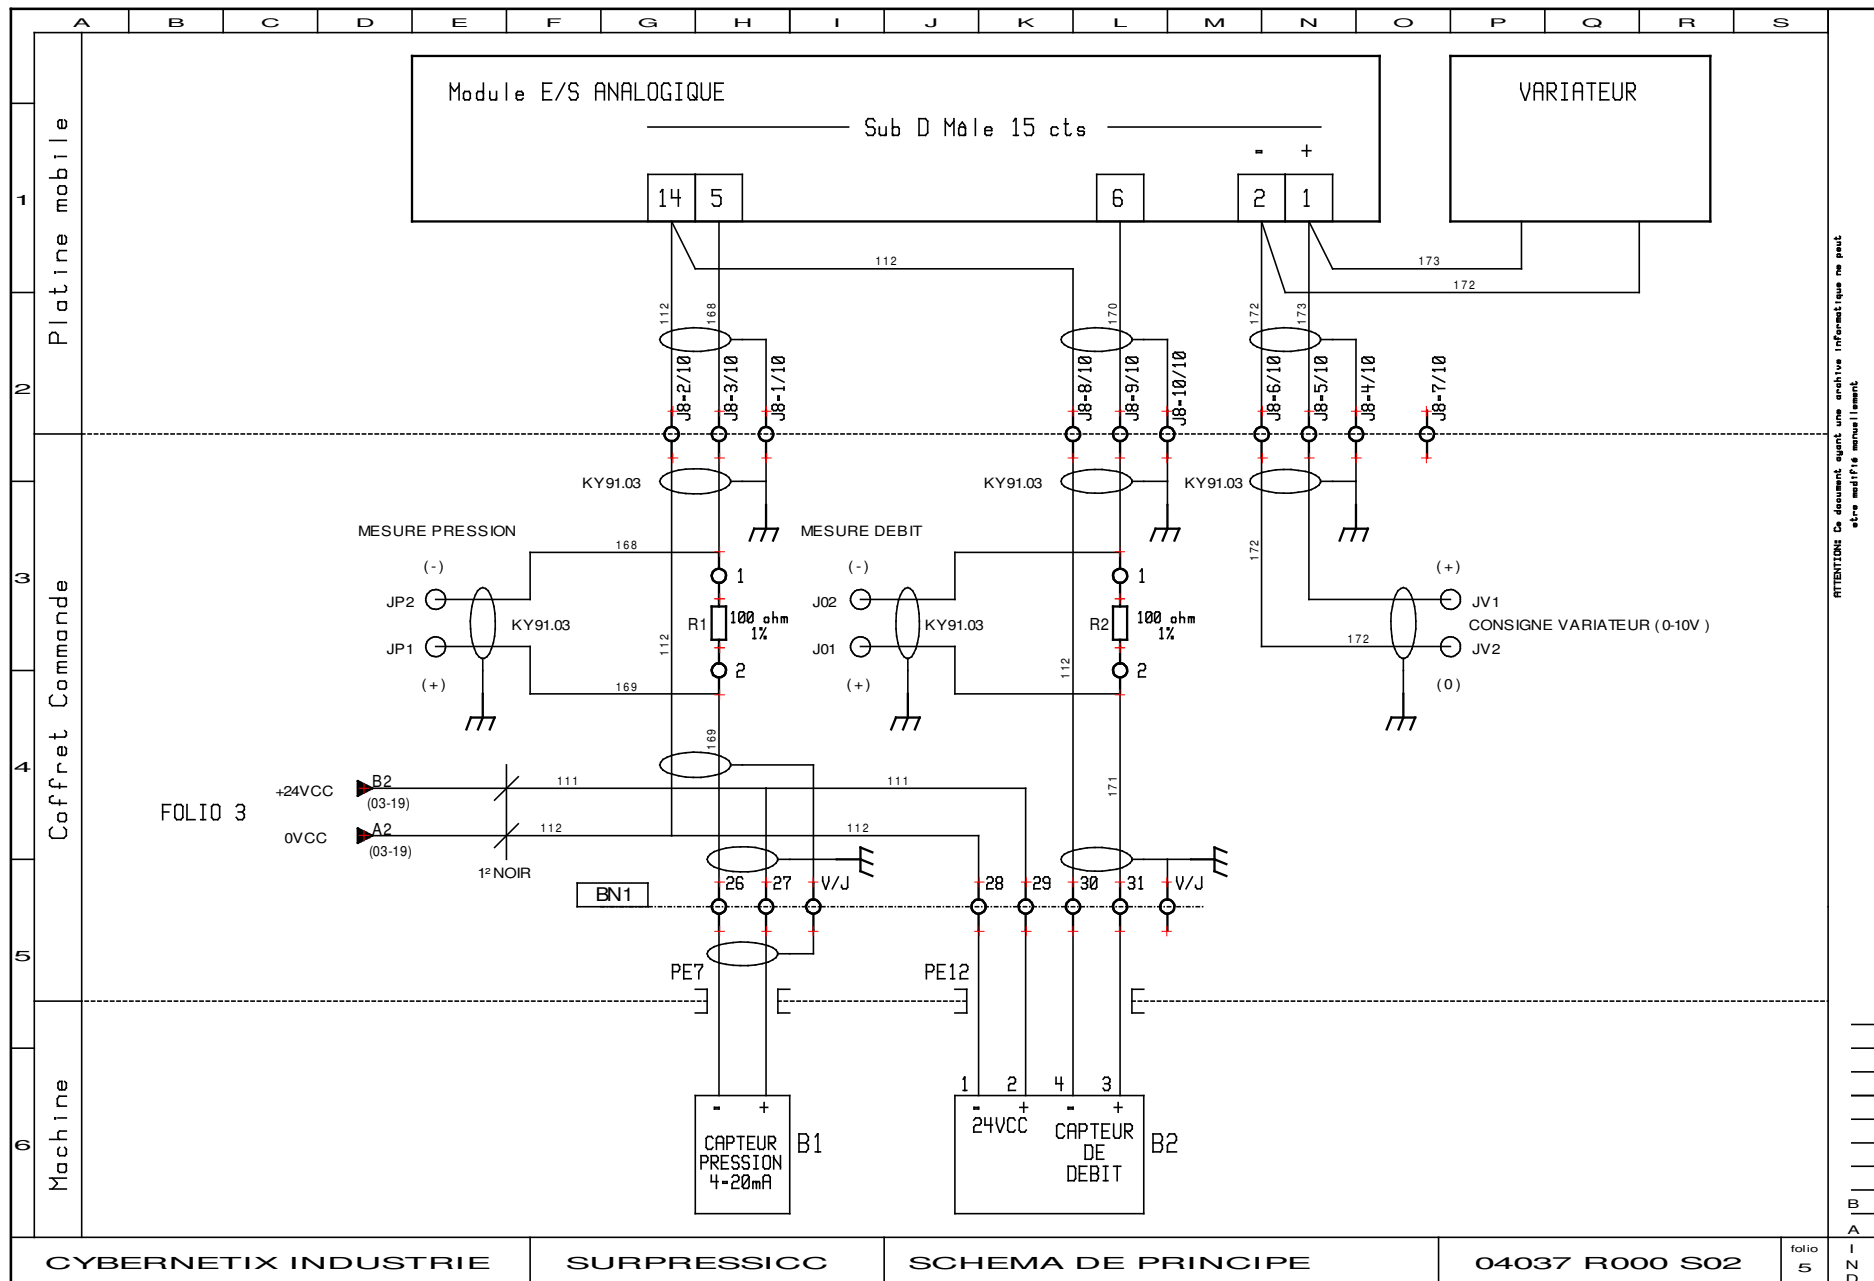 A B C D E F G H I J K L M N O P Q R S
Module E/S ANALOGIQUE
VARIATEUR
Sub D Mâle 15 cts
- +
14 5 6 2 1
1
Platine mobile
112
173
172
112 168 170 172 173
2
J8-2/10 J8-3/10 J8-1/10 J8-8/10 J8-9/10 J8-10/10 J8-6/10 J8-5/10 J8-4/10 J8-7/10
KY91.03 KY91.03 KY91.03
MESURE PRESSION
MESURE DEBIT
168
172
3
Coffret Commande
(-) 1 (-) 1 (+)
JP2 J02 JV1
KY91.03 R1 100 ohm 1%
KY91.03 R2 100 ohm 1%
CONSIGNE VARIATEUR (0-10V)
JP1 J01 172 JV2
112 2 112 2
(+) 169 (+) (0)
169
171
4
FOLIO 3
+24VCC B2 111 111
(03-19)
0VCC A2 112 112
(03-19)
1² NOIR
BN1
26 27 V/J 28 29 30 31 V/J
5
PE7 PE12
Machine
6
1 2 4 3
- + - + - +
24VCC
CAPTEUR
PRESSION
4-20mA
B1
CAPTEUR
DE
DEBIT
B2
ATTENTION: Ce document ayant une archive informatique ne peut
etre modifié manuellement
B
A
I
N
D
CYBERNETIX INDUSTRIE SURPRESSICC SCHEMA DE PRINCIPE 04037 R000 S02 folio
5